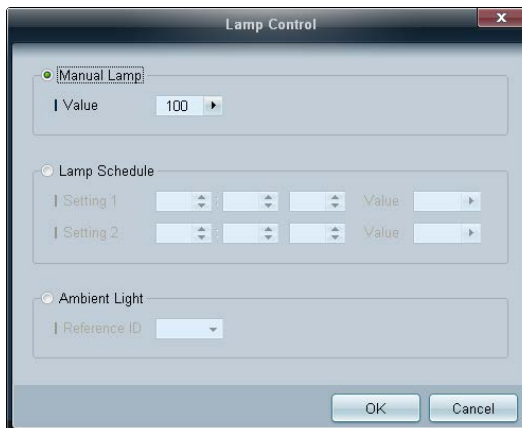 Lamp Control
Manual Lamp
Value 100
Lamp Schedule
Setting 1 : Value
Setting 2 : Value
Ambient Light
Reference ID
OK Cancel